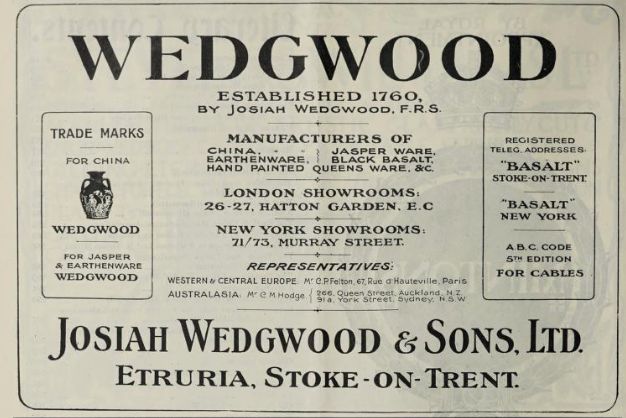 WEDGWOOD
ESTABLISHED 1760,
BY JOSIAH WEDGWOOD, F.R.S.
TRADE MARKS
FOR CHINA
WEDGWOOD
FOR JASPER
& EARTHENWARE
WEDGWOOD
MANUFACTURERS OF
CHINA, " " } JASPER WARE,
EARTHENWARE, } BLACK BASALT,
HAND PAINTED QUEENS WARE, &C.
LONDON SHOWROOMS:
26-27, HATTON GARDEN, E.C
NEW YORK SHOWROOMS:
71/73, MURRAY STREET.
REPRESENTATIVES:
WESTERN & CENTRAL EUROPE. Mr C.P. Felton, 67, Rue d'Hauteville, Paris
AUSTRALASIA. Mr G M Hodge { 266, Queen Street, Auckland, N.Z.
91a, York Street, Sydney, N.S.W
REGISTERED
TELEG. ADDRESSES:
"BASALT"
STOKE-ON-TRENT.
"BASALT"
NEW YORK
A.B.C. CODE
5TH EDITION
FOR CABLES
JOSIAH WEDGWOOD & SONS, LTD.
ETRURIA, STOKE-ON-TRENT.